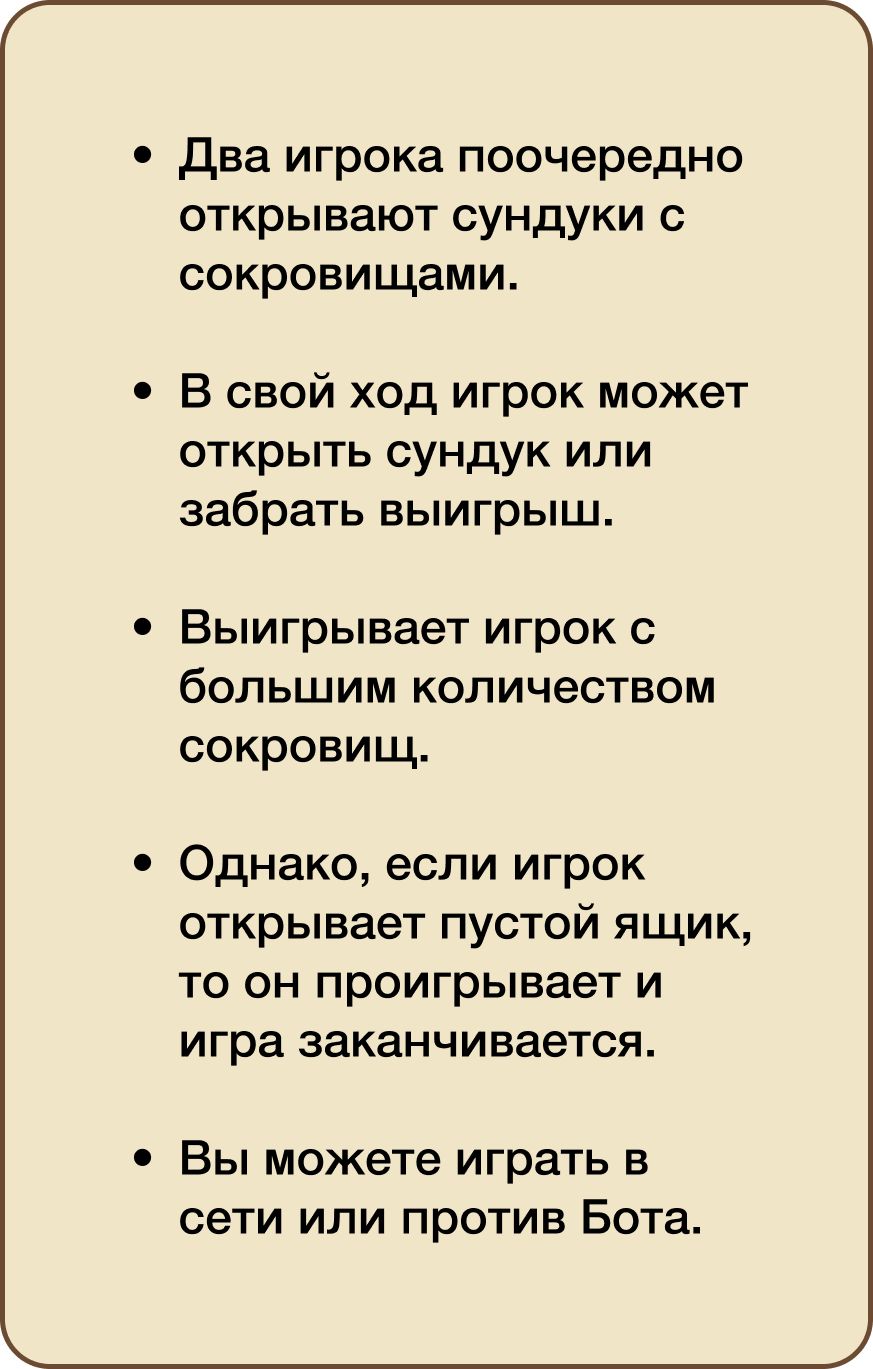 • Два игрока поочередно
открывают сундуки с
сокровищами.
• В свой ход игрок может
открыть сундук или
забрать выигрыш.
• Выигрывает игрок с
большим количеством
сокровищ.
• Однако, если игрок
открывает пустой ящик,
то он проигрывает и
игра заканчивается.
• Вы можете играть в
сети или против Бота.